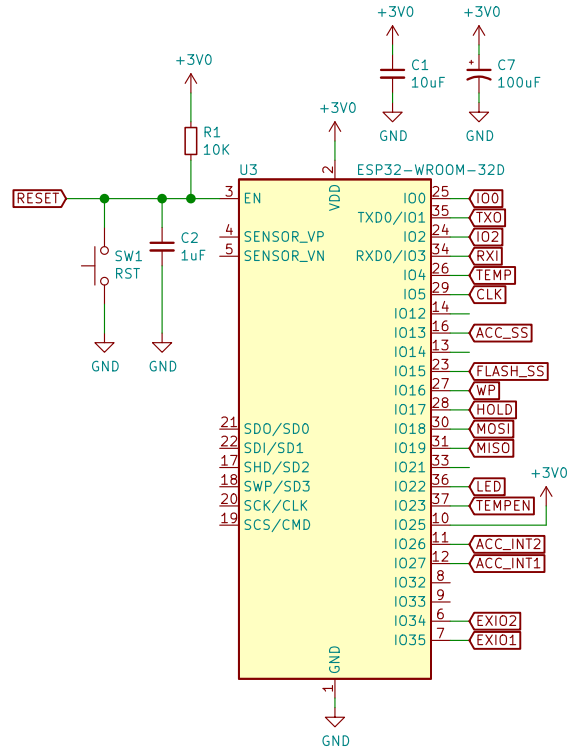 +3V0
+3V0
C1
10uF
C7
100uF
GND
GND
+3V0
+3V0
R1
10K
U3
ESP32-WROOM-32D
2
VDD
RESET
3
EN
IO0
25
IO0
TXD0/IO1
35
TXO
4
SENSOR_VP
IO2
24
IO2
5
SENSOR_VN
RXD0/IO3
34
RXI
C2
1uF
SW1
RST
IO4
26
TEMP
IO5
29
CLK
IO12
14
IO13
16
ACC_SS
IO14
13
GND
GND
IO15
23
FLASH_SS
IO16
27
WP
IO17
28
HOLD
21
SDO/SD0
IO18
30
MOSI
22
SDI/SD1
IO19
31
MISO
17
SHD/SD2
IO21
33
+3V0
18
SWP/SD3
IO22
36
LED
20
SCK/CLK
IO23
37
TEMPEN
19
SCS/CMD
IO25
10
IO26
11
ACC_INT2
IO27
12
ACC_INT1
IO32
8
IO33
9
IO34
6
EXIO2
IO35
7
EXIO1
GND
1
GND